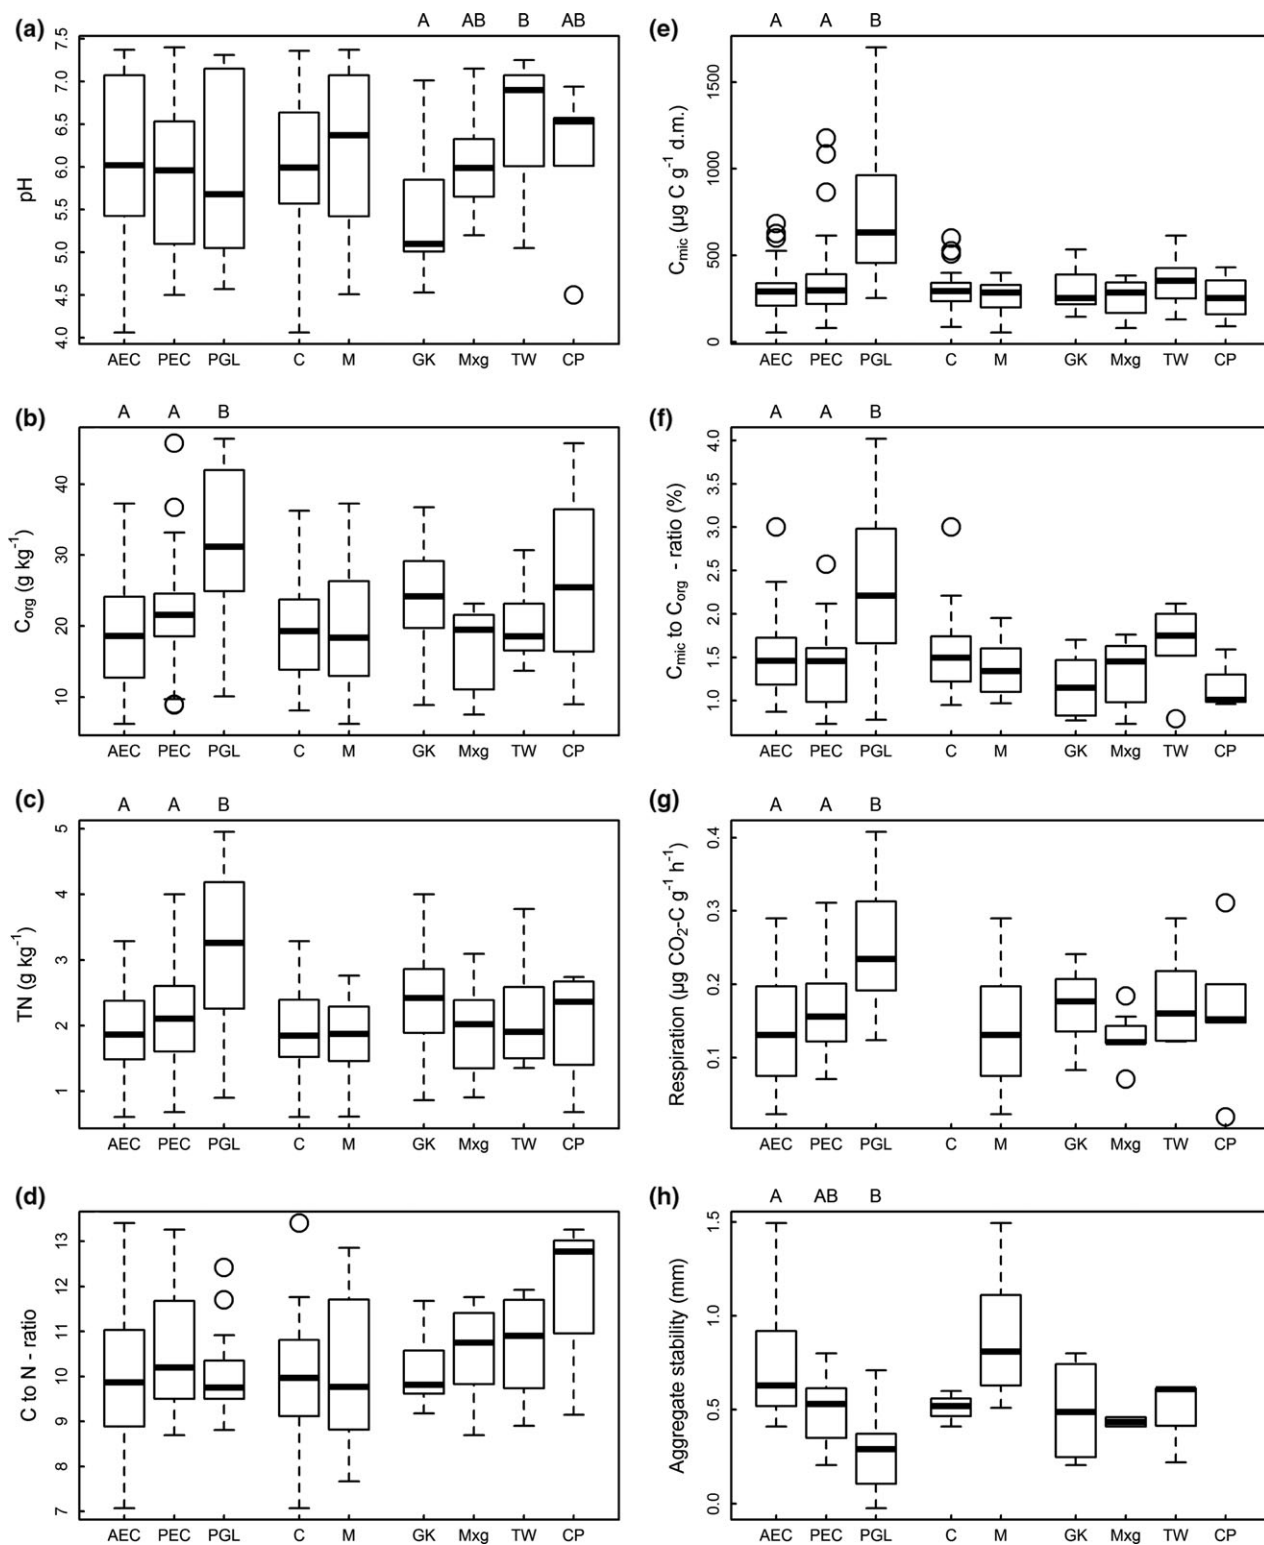 (a)
A AB B AB
pH
7.5
7.0
6.5
6.0
5.5
5.0
4.5
4.0
AEC PEC PGL C M GK Mxg TW CP
(b)
A A B
C_org (g kg⁻¹)
40
30
20
10
AEC PEC PGL C M GK Mxg TW CP
(c)
A A B
TN (g kg⁻¹)
5
4
3
2
1
AEC PEC PGL C M GK Mxg TW CP
(d)
C to N - ratio
13
12
11
10
9
8
7
AEC PEC PGL C M GK Mxg TW CP
(e)
A A B
C_mic (µg C g⁻¹ d.m.)
1500
1000
500
0
AEC PEC PGL C M GK Mxg TW CP
(f)
A A B
C_mic to C_org - ratio (%)
4.0
3.5
3.0
2.5
2.0
1.5
1.0
AEC PEC PGL C M GK Mxg TW CP
(g)
A A B
Respiration (µg CO₂-C g⁻¹ h⁻¹)
0.4
0.3
0.2
0.1
AEC PEC PGL C M GK Mxg TW CP
(h)
A AB B
Aggregate stability (mm)
1.5
1.0
0.5
0.0
AEC PEC PGL C M GK Mxg TW CP